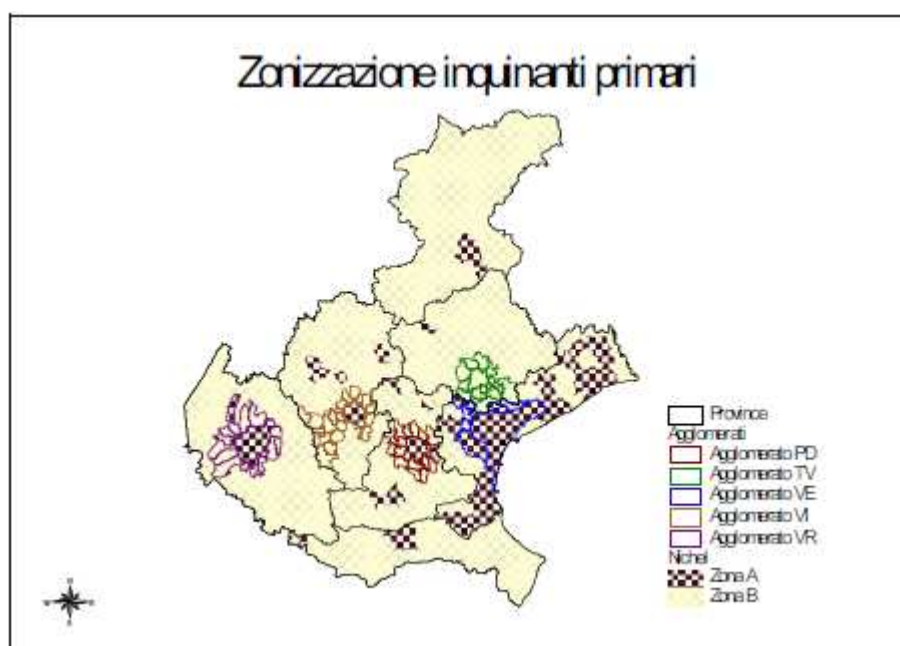 Zonizzazione inquinanti primari
Province
Agglomerati
Agglomerato PD
Agglomerato TV
Agglomerato VE
Agglomerato VI
Agglomerato VR
Nichel
Zona A
Zona B